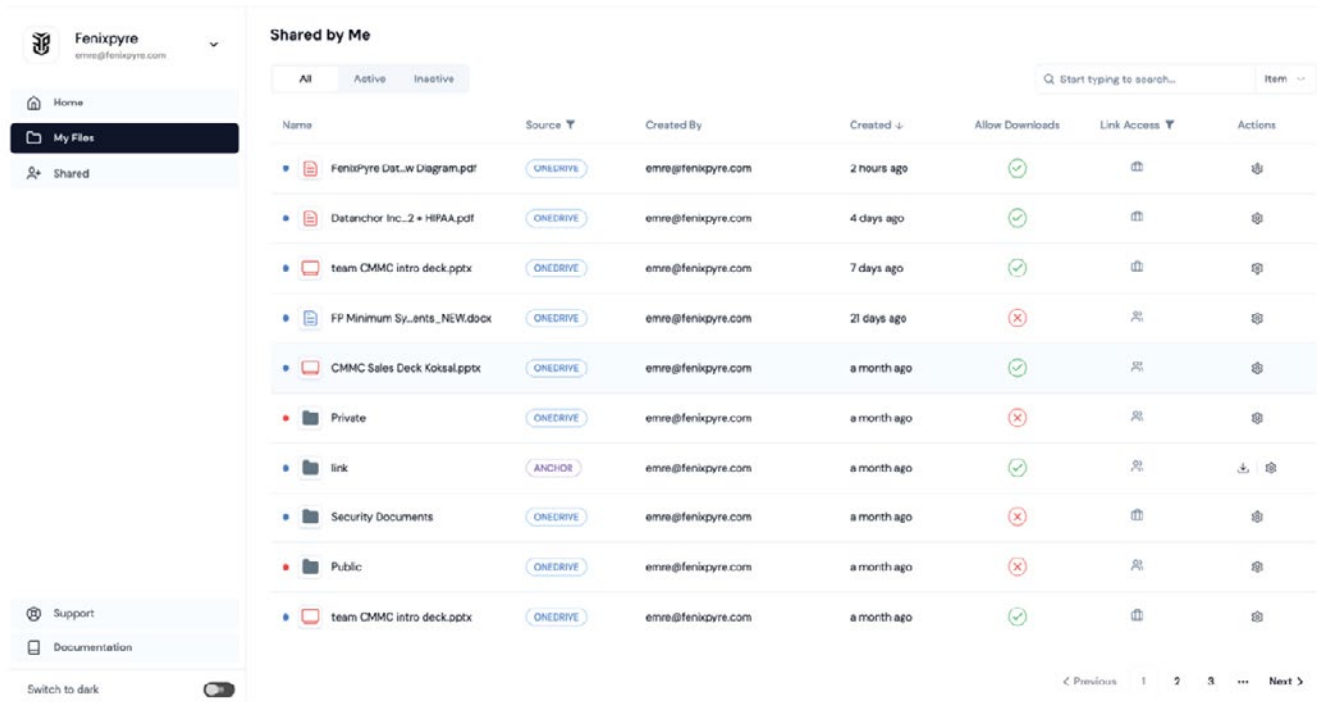 Fenixpyre
emre@fenixpyre.com
Home
My Files
Shared
Support
Documentation
Switch to dark
Shared by Me
All Active Inactive
Start typing to search... Item
Name Source Created By Created ↓ Allow Downloads Link Access Actions
FenixPyre Dat...w Diagram.pdf ONEDRIVE emre@fenixpyre.com 2 hours ago
Datanchor Inc...2 + HIPAA.pdf ONEDRIVE emre@fenixpyre.com 4 days ago
team CMMC intro deck.pptx ONEDRIVE emre@fenixpyre.com 7 days ago
FP Minimum Sy...ents_NEW.docx ONEDRIVE emre@fenixpyre.com 21 days ago
CMMC Sales Deck Koksal.pptx ONEDRIVE emre@fenixpyre.com a month ago
Private ONEDRIVE emre@fenixpyre.com a month ago
link ANCHOR emre@fenixpyre.com a month ago
Security Documents ONEDRIVE emre@fenixpyre.com a month ago
Public ONEDRIVE emre@fenixpyre.com a month ago
team CMMC intro deck.pptx ONEDRIVE emre@fenixpyre.com a month ago
< Previous 1 2 3 ... Next >